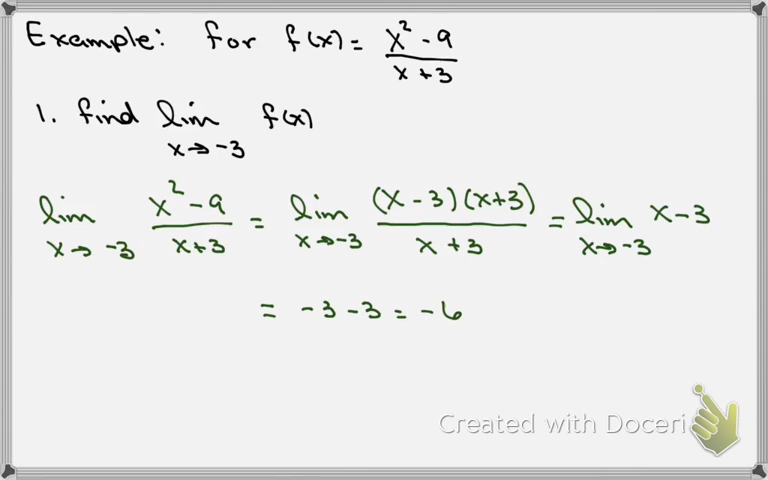 Example: For f(x) = x² - 9 / x + 3
1. find lim x→ -3 f(x)
lim x→ -3 x² - 9 / x+3 = lim x→ -3 (x - 3)(x+3) / x + 3 = lim x→ -3 x - 3
= -3 - 3 = -6
Created with Doceri